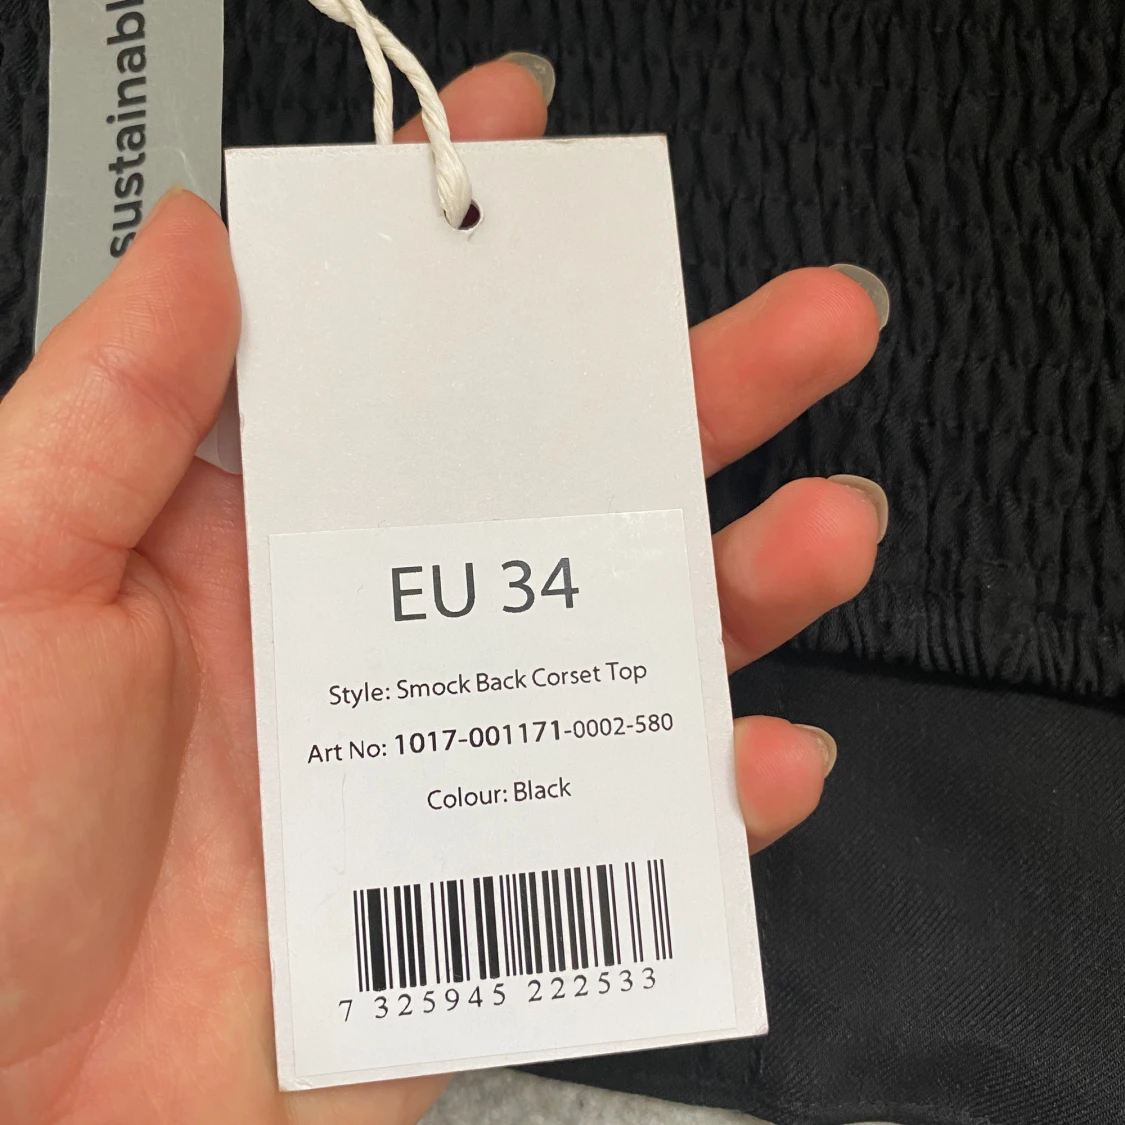 sustainabl
EU 34
Style: Smock Back Corset Top
Art No: 1017-001171-0002-580
Colour: Black
7 325945 222533